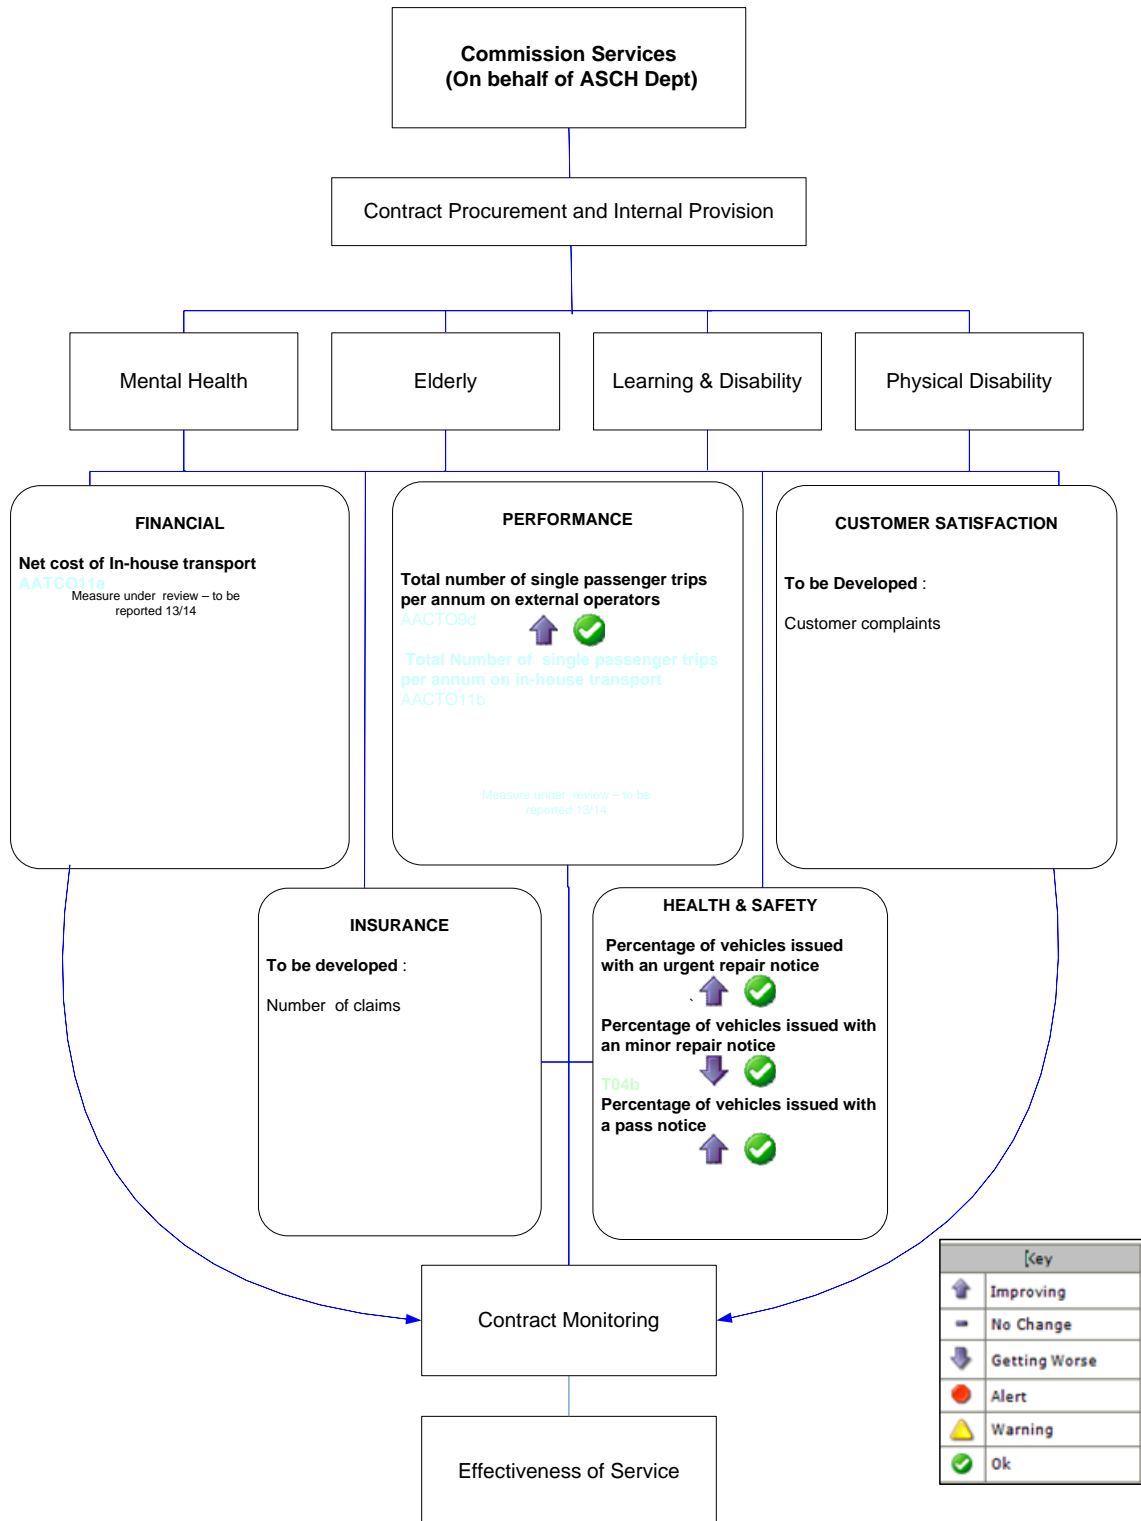 Commission Services
(On behalf of ASCH Dept)
Contract Procurement and Internal Provision
Mental Health
Elderly
Learning & Disability
Physical Disability
FINANCIAL
Net cost of In-house transport
AATCO11a
Measure under review – to be
reported 13/14
PERFORMANCE
Total number of single passenger trips
per annum on external operators
AACTO9d
Total Number of single passenger trips
per annum on in-house transport
AACTO11b
Measure under review – to be
reported 13/14
CUSTOMER SATISFACTION
To be Developed :
Customer complaints
INSURANCE
To be developed :
Number of claims
HEALTH & SAFETY
Percentage of vehicles issued
with an urgent repair notice
`
Percentage of vehicles issued with
an minor repair notice
T04b
Percentage of vehicles issued with
a pass notice
Contract Monitoring
Effectiveness of Service
Key
Improving
No Change
Getting Worse
Alert
Warning
Ok